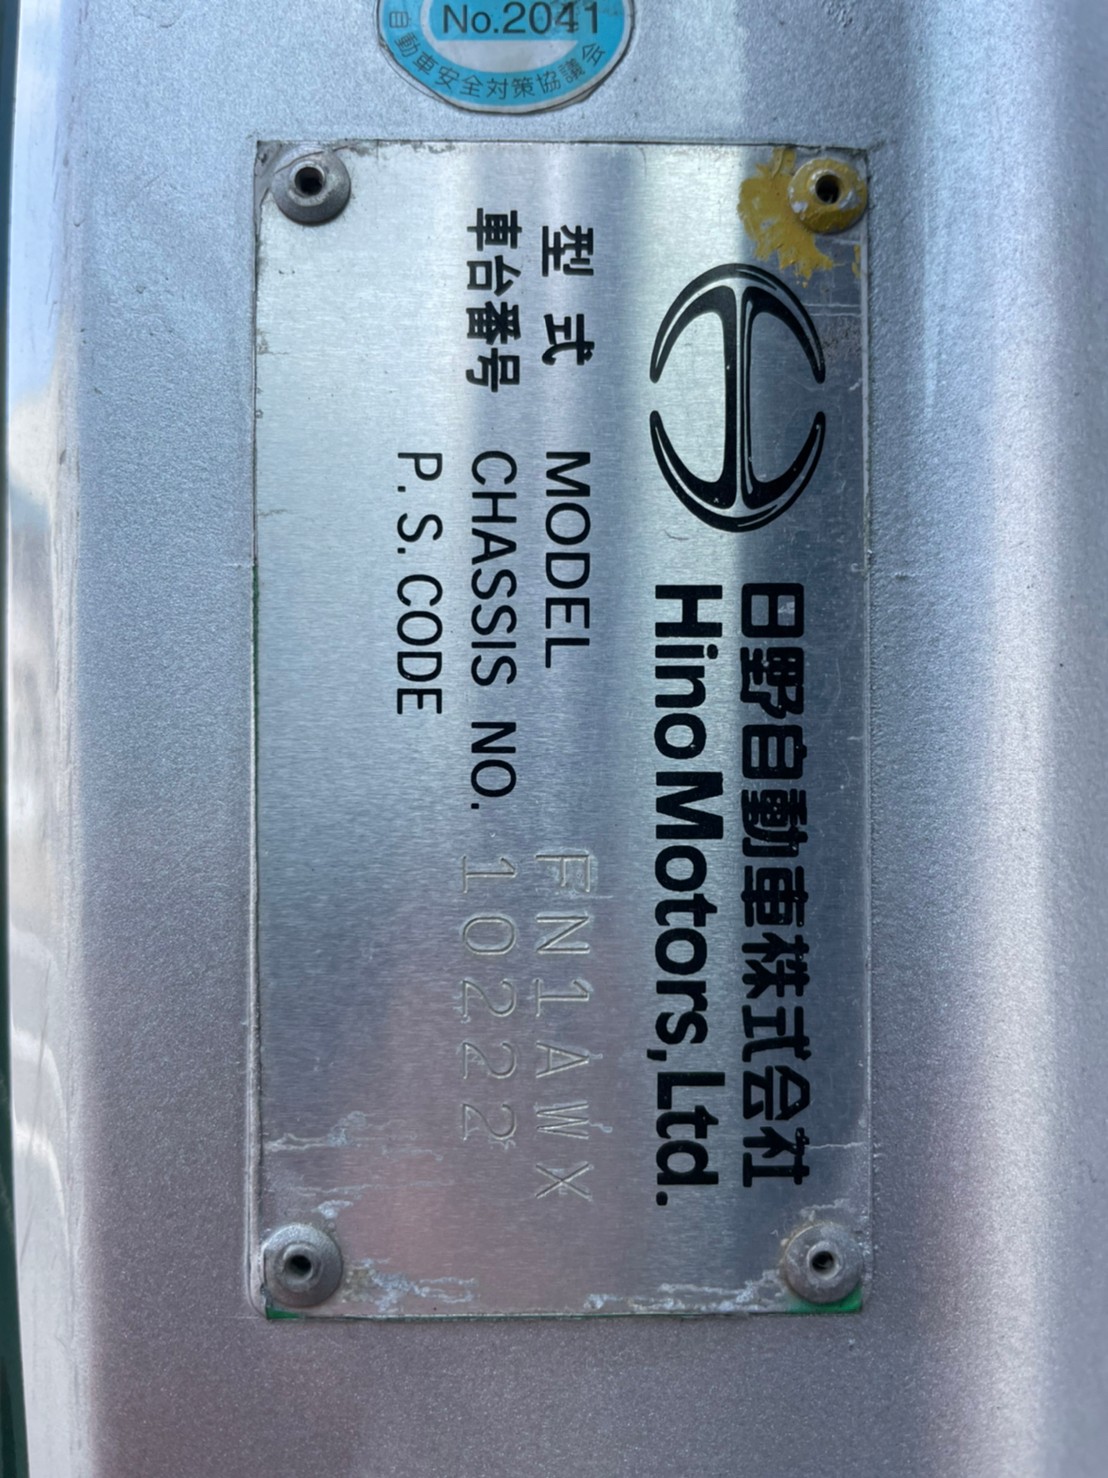 No.2041
自動車安全対策協議会
日野自動車株式会社
Hino Motors, Ltd.
型式 MODEL FN1AWX
車台番号 CHASSIS NO. 10222
P.S.CODE